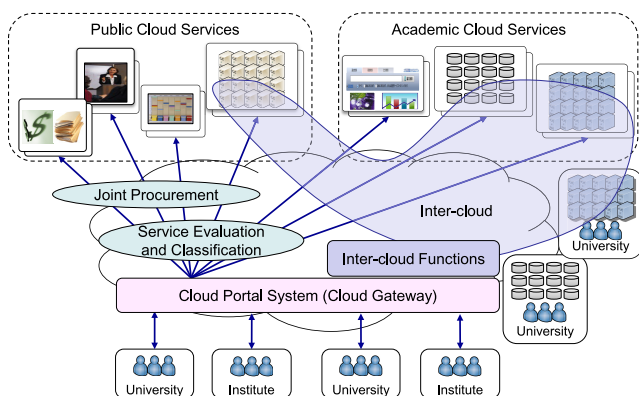 Public Cloud Services
Academic Cloud Services
Joint Procurement
Service Evaluation
and Classification
Inter-cloud
Inter-cloud Functions
Cloud Portal System (Cloud Gateway)
University
University
University
Institute
University
Institute